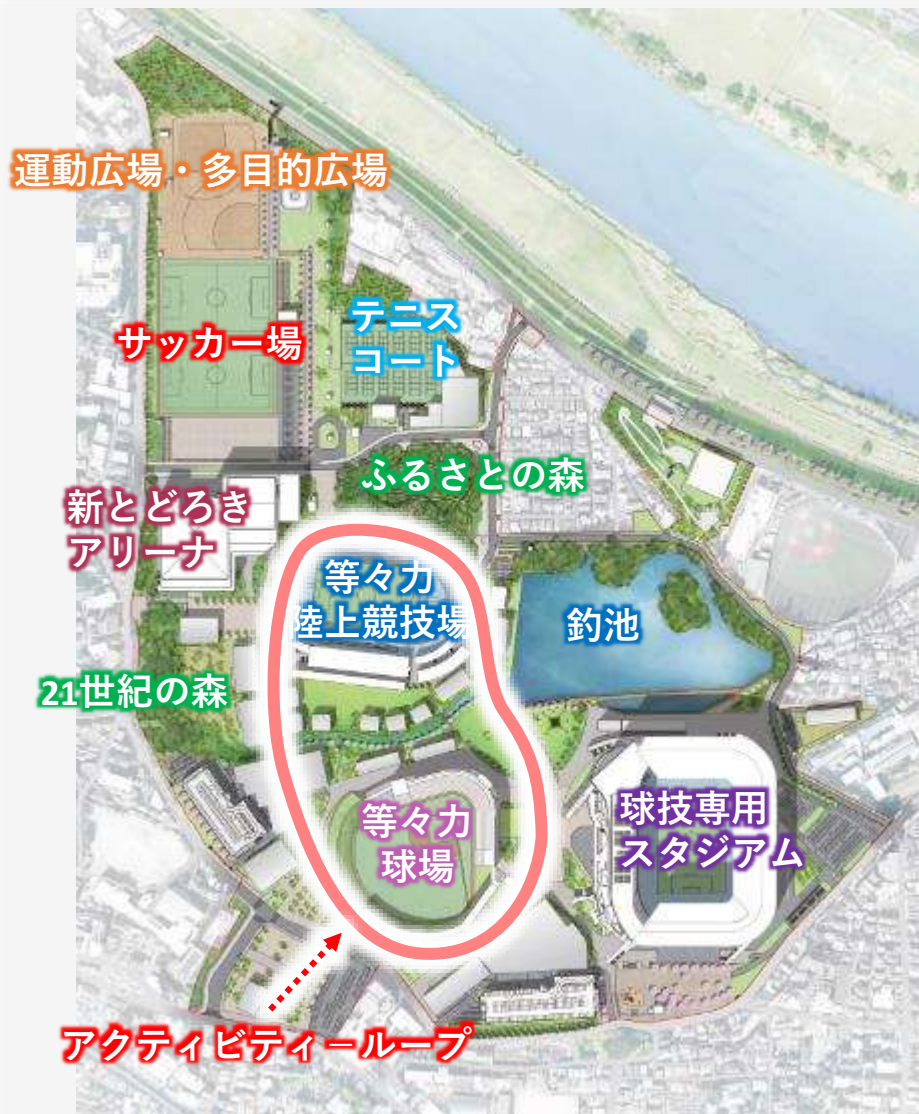 運動広場・多目的広場
サッカー場
テニス
コート
ふるさとの森
新とどろき
アリーナ
等々力
陸上競技場
釣池
21世紀の森
等々力
球場
球技専用
スタジアム
アクティビティーループ